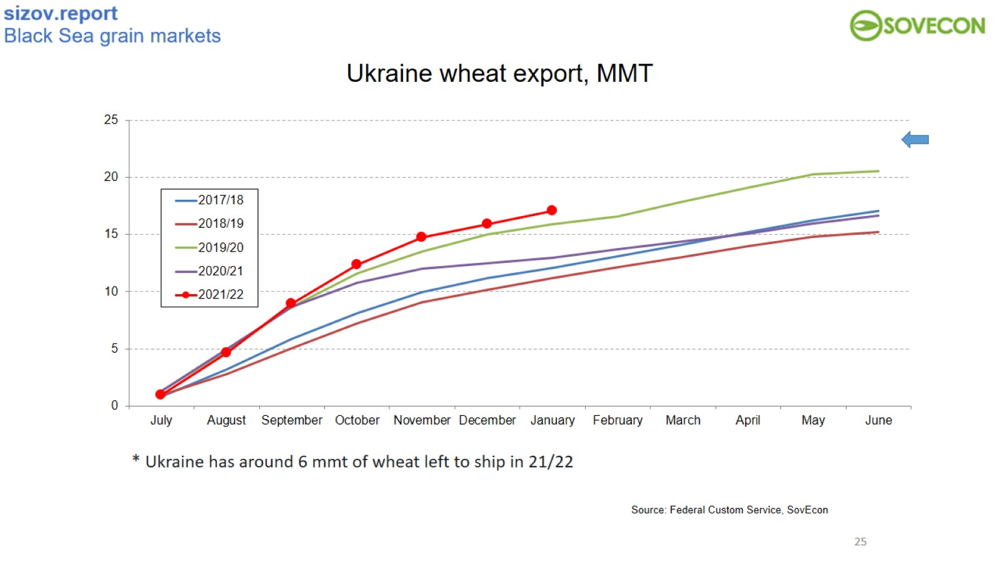 sizov.report
Black Sea grain markets
SOVECON
Ukraine wheat export, MMT
25
20
15
10
5
0
2017/18
2018/19
2019/20
2020/21
2021/22
July August September October November December January February March April May June
* Ukraine has around 6 mmt of wheat left to ship in 21/22
Source: Federal Custom Service, SovEcon
25